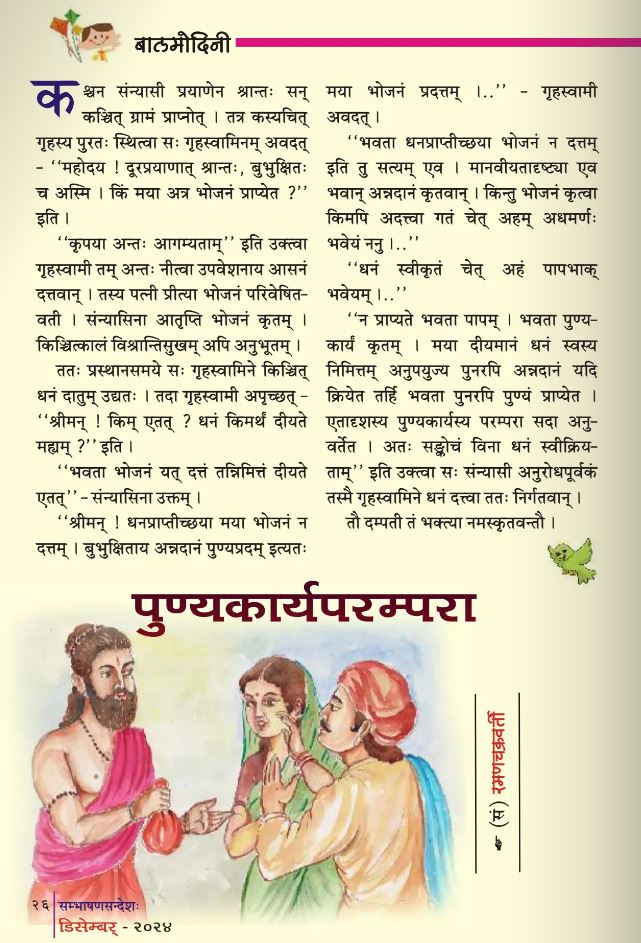 बालमोदिनी
कश्चन संन्यासी प्रयाणेन श्रान्तः सन्
कञ्चित् ग्रामं प्राप्नोत् । तत्र कस्यचित्
गृहस्य पुरतः स्थित्वा सः गृहस्वामिनम् अवदत्
- ‘‘महोदय ! दूरप्रयाणात् श्रान्तः, बुभुक्षितः
च अस्मि । किं मया अत्र भोजनं प्राप्येत ?’’
इति ।
‘‘कृपया अन्तः आगम्यताम्’’ इति उक्त्वा
गृहस्वामी तम् अन्तः नीत्वा उपवेशनाय आसनं
दत्तवान् । तस्य पत्नी प्रीत्या भोजनं परिवेषित-
वती । संन्यासिना आतृप्ति भोजनं कृतम् ।
किञ्चित्कालं विश्रान्तिसुखम् अपि अनुभूतम् ।
ततः प्रस्थानसमये सः गृहस्वामिने किञ्चित्
धनं दातुम् उद्यतः । तदा गृहस्वामी अपृच्छत् -
‘‘श्रीमन् ! किम् एतत् ? धनं किमर्थं दीयते
मह्यम् ?’’ इति ।
‘‘भवता भोजनं यत् दत्तं तन्निमित्तं दीयते
एतत्’’ - संन्यासिना उक्तम् ।
‘‘श्रीमन् ! धनप्राप्तीच्छया मया भोजनं न
दत्तम् । बुभुक्षिताय अन्नदानं पुण्यप्रदम् इत्यतः
मया भोजनं प्रदत्तम् ।..’’ - गृहस्वामी
अवदत् ।
‘‘भवता धनप्राप्तीच्छया भोजनं न दत्तम्
इति तु सत्यम् एव । मानवीयतादृष्ट्या एव
भवान् अन्नदानं कृतवान् । किन्तु भोजनं कृत्वा
किमपि अदत्त्वा गतं चेत् अहम् अधमर्णः
भवेयं ननु ।..’’
‘‘धनं स्वीकृतं चेत् अहं पापभाक्
भवेयम् ।..’’
‘‘न प्राप्यते भवता पापम् । भवता पुण्य-
कार्यं कृतम् । मया दीयमानं धनं स्वस्य
निमित्तम् अनुपयुज्य पुनरपि अन्नदानं यदि
क्रियेत तर्हि भवता पुनरपि पुण्यं प्राप्येत ।
एतादृशस्य पुण्यकार्यस्य परम्परा सदा अनु-
वर्तेत । अतः सङ्कोचं विना धनं स्वीक्रिय-
ताम्’’ इति उक्त्वा सः संन्यासी अनुरोधपूर्वकं
तस्मै गृहस्वामिने धनं दत्त्वा ततः निर्गतवान् ।
तौ दम्पती तं भक्त्या नमस्कृतवन्तौ ।
पुण्यकार्यपरम्परा
(सं) रमणचक्रवर्ती
२६ सम्भाषणसन्देशः
डिसेम्बर् - २०२४